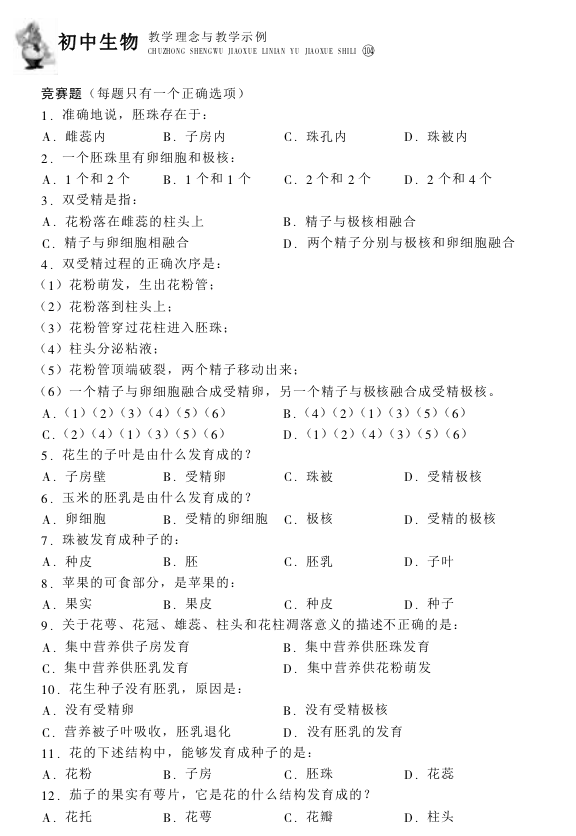 初中生物 教学理念与教学示例
CHUZHONG SHENGWU JIAOXUE LINIAN YU JIAOXUE SHILI 104
竞赛题（每题只有一个正确选项）
1．准确地说，胚珠存在于：
A．雌蕊内 B．子房内 C．珠孔内 D．珠被内
2．一个胚珠里有卵细胞和极核：
A．1 个和 2 个 B．1 个和 1 个 C．2 个和 2 个 D．2 个和 4 个
3．双受精是指：
A．花粉落在雌蕊的柱头上 B．精子与极核相融合
C．精子与卵细胞相融合 D．两个精子分别与极核和卵细胞融合
4．双受精过程的正确次序是：
（1）花粉萌发，生出花粉管；
（2）花粉落到柱头上；
（3）花粉管穿过花柱进入胚珠；
（4）柱头分泌粘液；
（5）花粉管顶端破裂，两个精子移动出来；
（6）一个精子与卵细胞融合成受精卵，另一个精子与极核融合成受精极核。
A．（1）（2）（3）（4）（5）（6） B．（4）（2）（1）（3）（5）（6）
C．（2）（4）（1）（3）（5）（6） D．（1）（2）（4）（3）（5）（6）
5．花生的子叶是由什么发育成的？
A．子房壁 B．受精卵 C．珠被 D．受精极核
6．玉米的胚乳是由什么发育成的？
A．卵细胞 B．受精的卵细胞 C．极核 D．受精的极核
7．珠被发育成种子的：
A．种皮 B．胚 C．胚乳 D．子叶
8．苹果的可食部分，是苹果的：
A．果实 B．果皮 C．种皮 D．种子
9．关于花萼、花冠、雄蕊、柱头和花柱凋落意义的描述不正确的是：
A．集中营养供子房发育 B．集中营养供胚珠发育
C．集中营养供胚乳发育 D．集中营养供花粉萌发
10．花生种子没有胚乳，原因是：
A．没有受精卵 B．没有受精极核
C．营养被子叶吸收，胚乳退化 D．没有胚乳的发育
11．花的下述结构中，能够发育成种子的是：
A．花粉 B．子房 C．胚珠 D．花蕊
12．茄子的果实有萼片，它是花的什么结构发育成的？
A．花托 B．花萼 C．花瓣 D．柱头